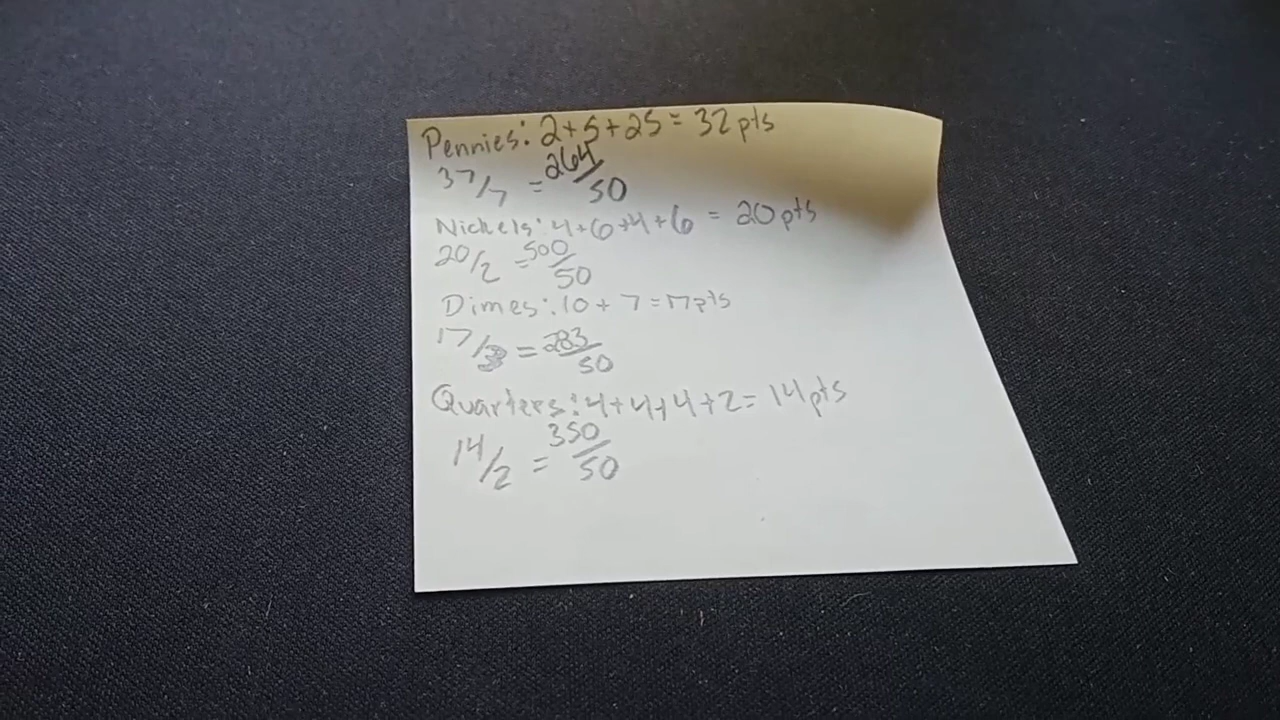 Pennies: 2+5+25 = 32 pts
37/7 = 264/50
Nickels: 4+6+4+6 = 20 pts
20/2 = 500/50
Dimes: 10 + 7 = 17 pts
17/3 = 283/50
Quarters: 4+4+4+2 = 14 pts
14/2 = 350/50